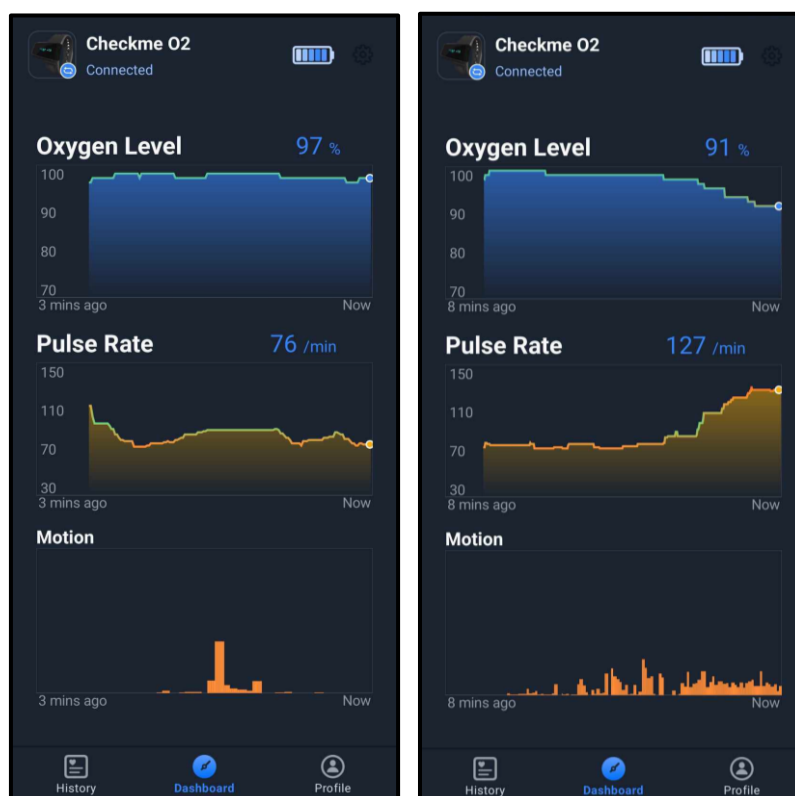 Checkme O2
Connected
Oxygen Level 97 %
100
90
80
70
3 mins ago Now
Pulse Rate 76 /min
150
110
70
30
3 mins ago Now
Motion
3 mins ago Now
History Dashboard Profile
Checkme O2
Connected
Oxygen Level 91 %
100
90
80
70
8 mins ago Now
Pulse Rate 127 /min
150
110
70
30
8 mins ago Now
Motion
8 mins ago Now
History Dashboard Profile